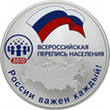 ВСЕРОССИЙСКАЯ
ПЕРЕПИСЬ НАСЕЛЕНИЯ
2010
России важен каждый!